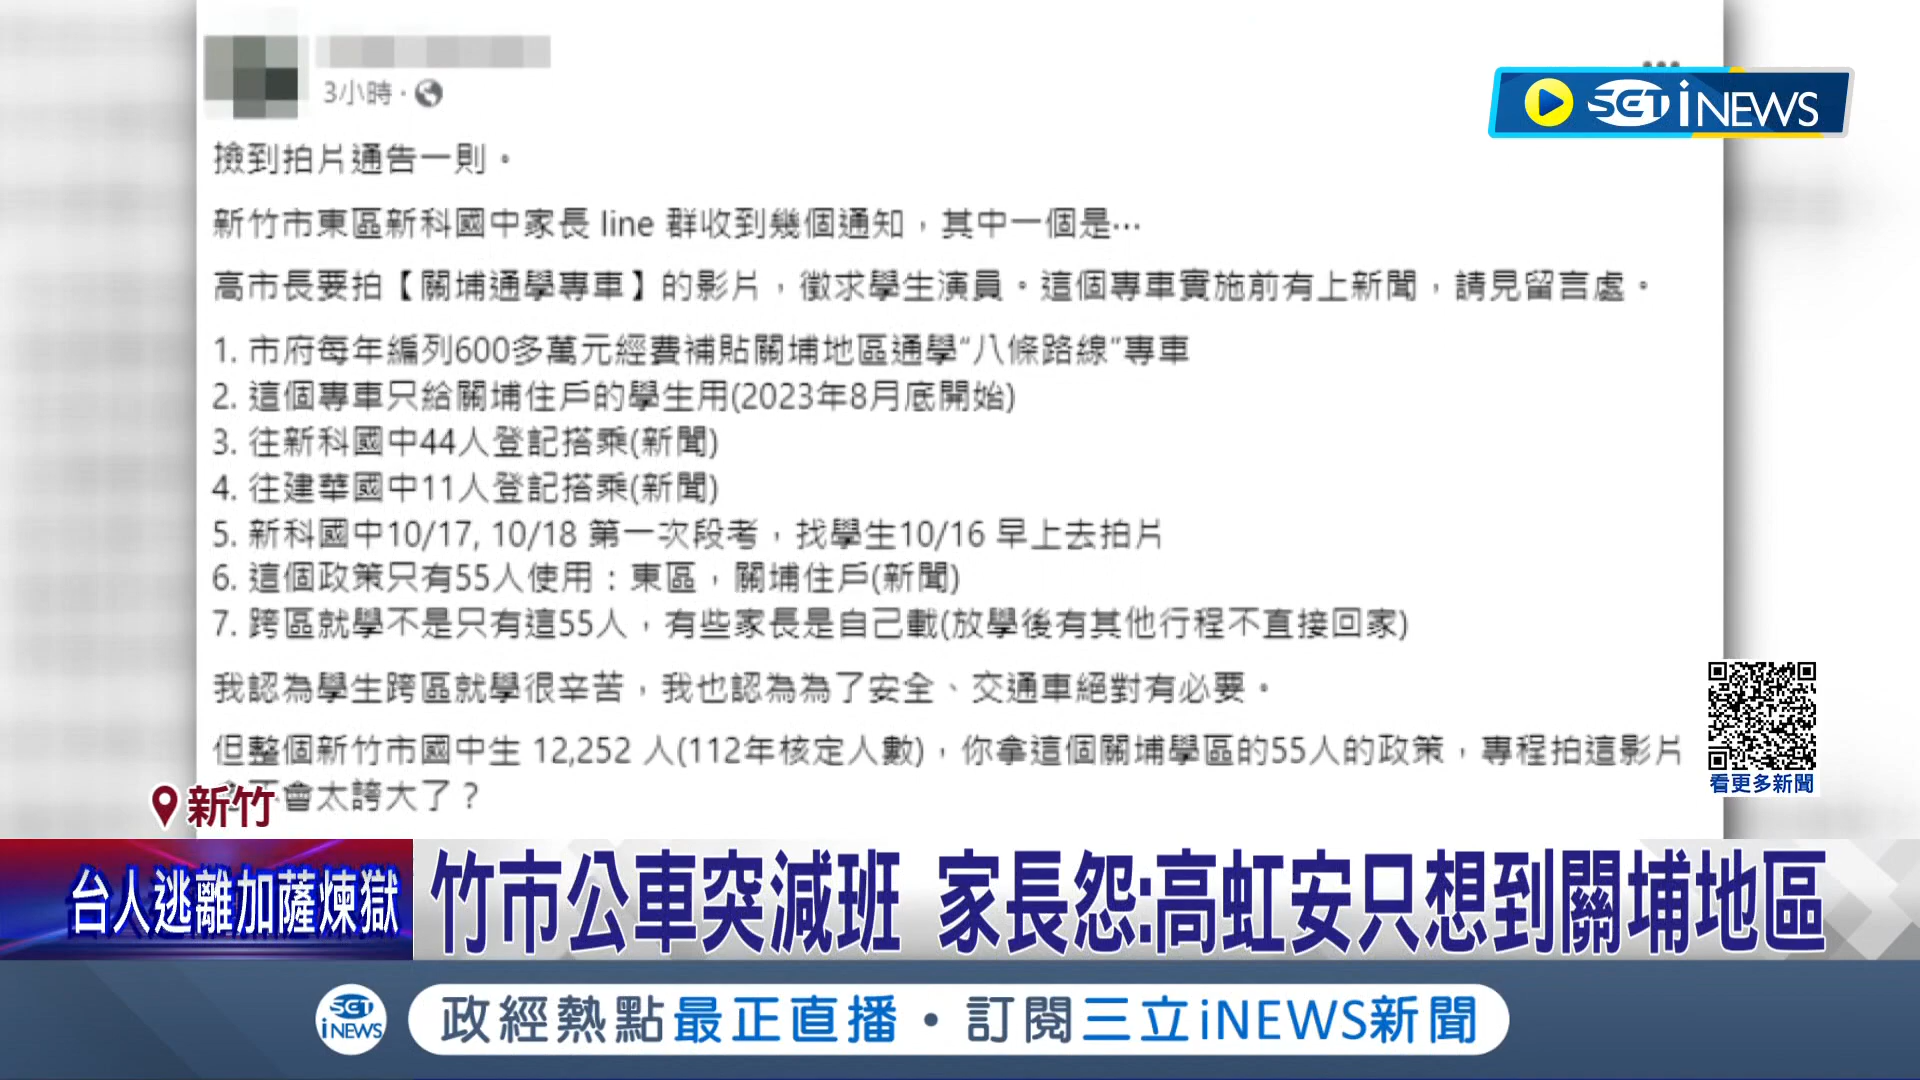 3小時·
SET iNEWS
撿到拍片通告一則。
新竹市東區新科國中家長 line 群收到幾個通知，其中一個是…
高市長要拍【關埔通學專車】的影片，徵求學生演員。這個專車實施前有上新聞，請見留言處。
1. 市府每年編列600多萬元經費補貼關埔地區通學"八條路線"專車
2. 這個專車只給關埔住戶的學生用(2023年8月底開始)
3. 往新科國中44人登記搭乘(新聞)
4. 往建華國中11人登記搭乘(新聞)
5. 新科國中10/17, 10/18 第一次段考，找學生10/16 早上去拍片
6. 這個政策只有55人使用：東區，關埔住戶(新聞)
7. 跨區就學不是只有這55人，有些家長是自己載(放學後有其他行程不直接回家)
我認為學生跨區就學很辛苦，我也認為為了安全、交通車絕對有必要。
但整個新竹市國中生 12,252 人(112年核定人數)，你拿這個關埔學區的55人的政策，專程拍這影片
會太誇大了？
看更多新聞
新竹
台人逃離加薩煉獄
竹市公車突減班 家長怨:高虹安只想到關埔地區
SET iNEWS
政經熱點最正直播·訂閱三立iNEWS新聞